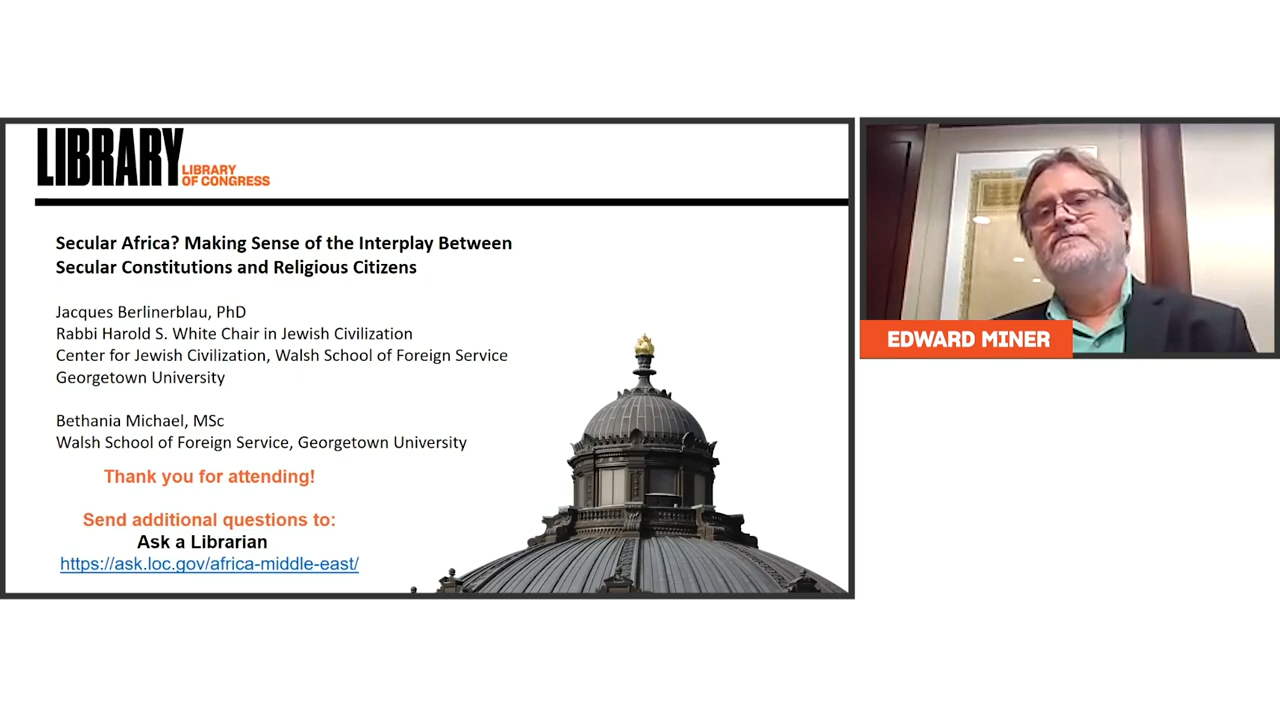 LIBRARY
LIBRARY
OF CONGRESS
Secular Africa? Making Sense of the Interplay Between
Secular Constitutions and Religious Citizens
Jacques Berlinerblau, PhD
Rabbi Harold S. White Chair in Jewish Civilization
Center for Jewish Civilization, Walsh School of Foreign Service
Georgetown University
Bethania Michael, MSc
Walsh School of Foreign Service, Georgetown University
Thank you for attending!
Send additional questions to:
Ask a Librarian
https://ask.loc.gov/africa-middle-east/
EDWARD MINER